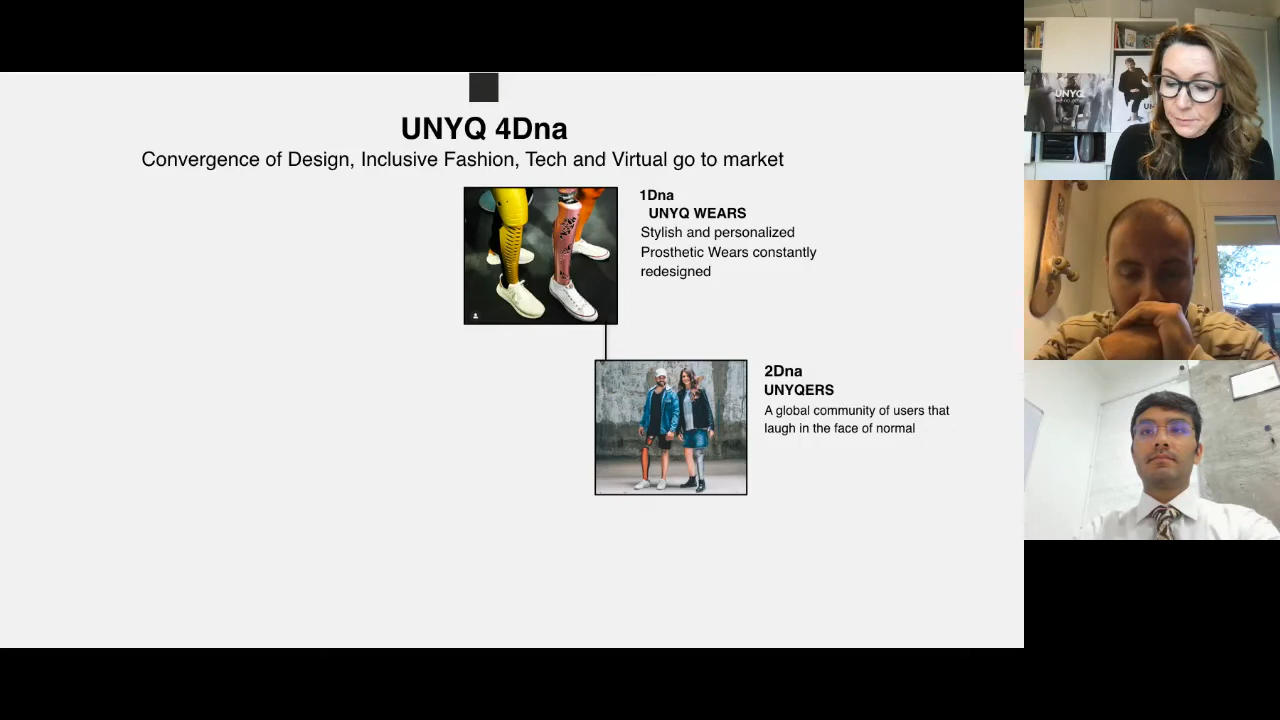 UNYQ 4Dna
Convergence of Design, Inclusive Fashion, Tech and Virtual go to market
1Dna
UNYQ WEARS
Stylish and personalized
Prosthetic Wears constantly
redesigned
2Dna
UNYQERS
A global community of users that
laugh in the face of normal
UNYQ